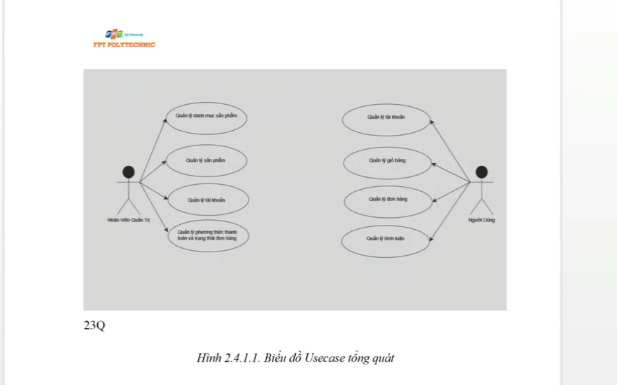 FPT Education
FPT POLYTECHNIC
Quản lý danh mục sản phẩm
Quản lý tài khoản
Quản lý sản phẩm
Quản lý giỏ hàng
Quản lý tài khoản
Quản lý đơn hàng
Nhân Viên Quản Trị
Người Dùng
Quản lý phương thức thanh
toán và trạng thái đơn hàng
Quản lý bình luận
23Q
Hình 2.4.1.1. Biểu đồ Usecase tổng quát